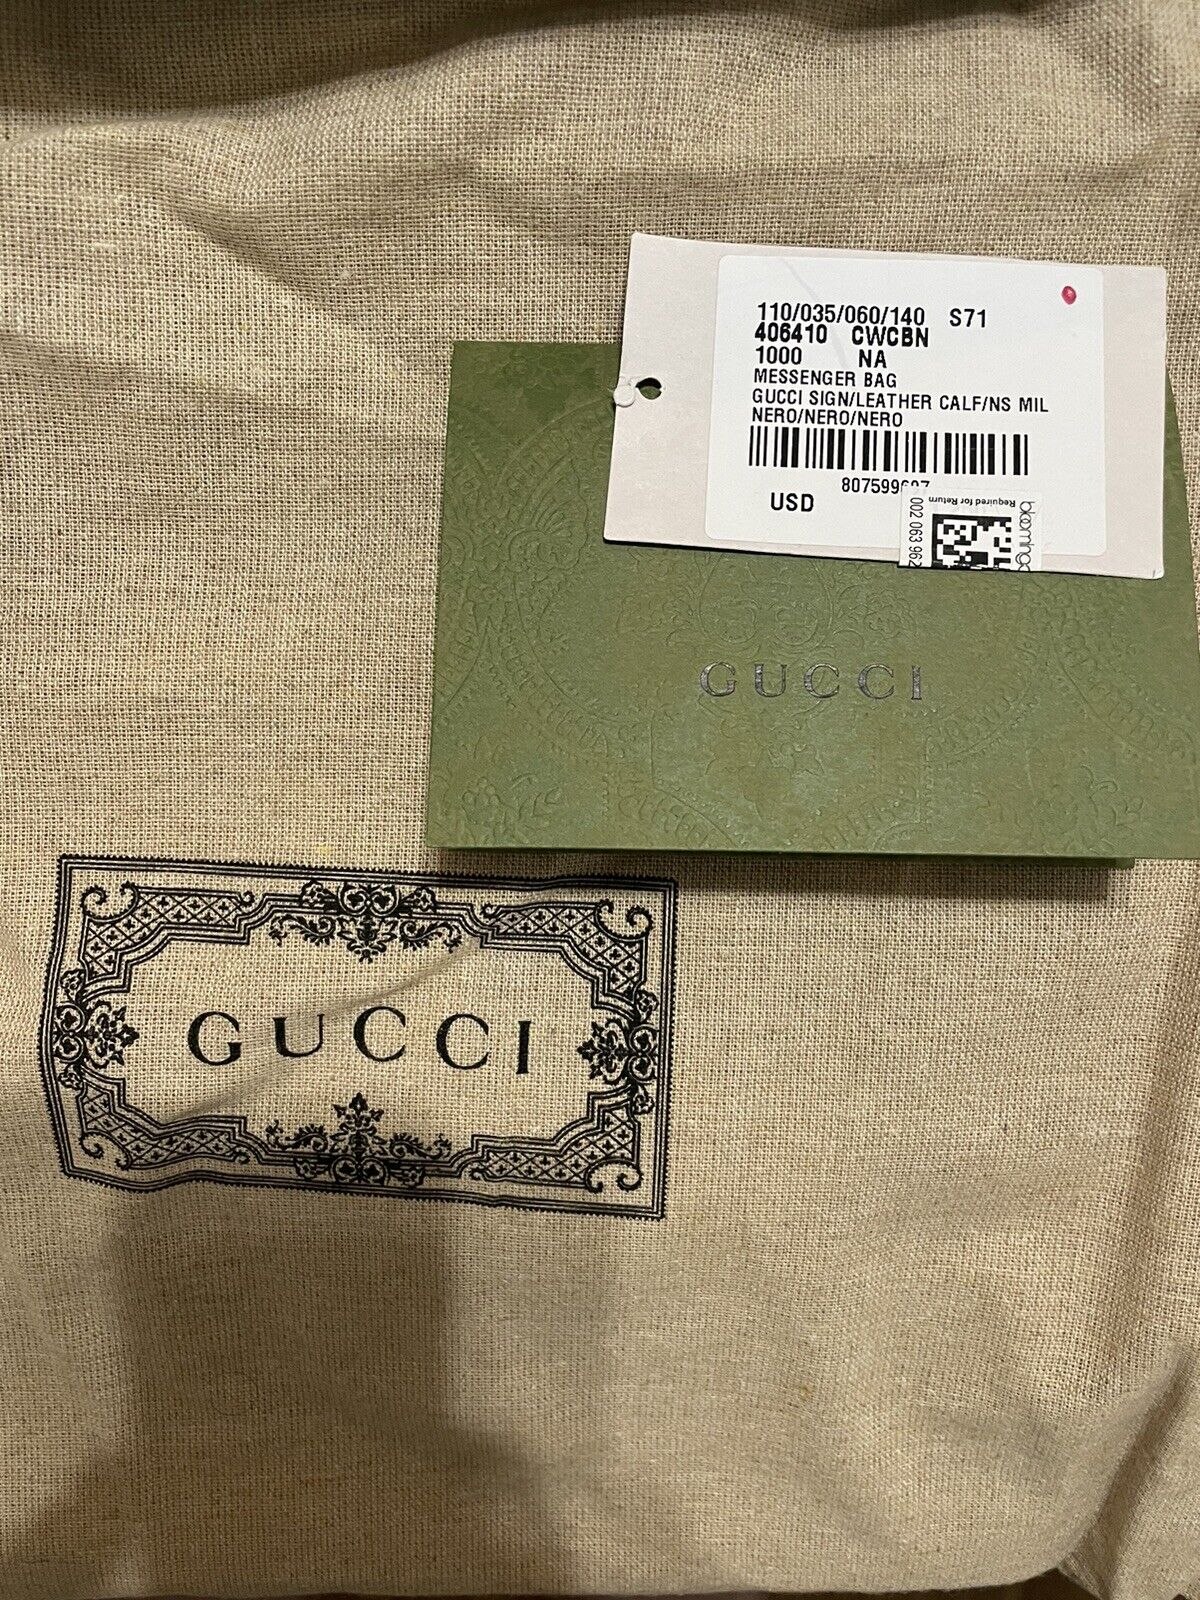 110/035/060/140 S71
406410 CWCBN
1000 NA
MESSENGER BAG
GUCCI SIGN/LEATHER CALF/NS MIL
NERO/NERO/NERO
USD
Required for Return
002 063 962
GUCCI
GUCCI